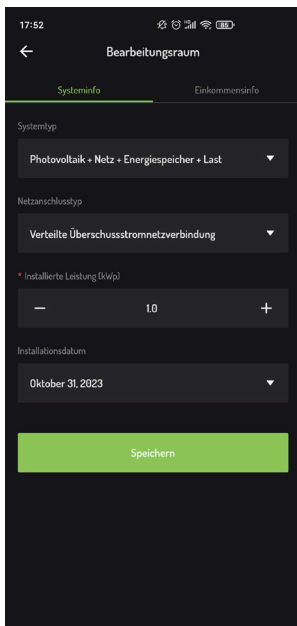 17:52
85
Bearbeitungsraum
Systeminfo
Einkommensinfo
Systemtyp
Photovoltaik + Netz + Energiespeicher + Last
Netzanschlusstyp
Verteilte Überschussstromnetzverbindung
* Installierte Leistung (kWp)
— 1.0 +
Installationsdatum
Oktober 31, 2023
Speichern